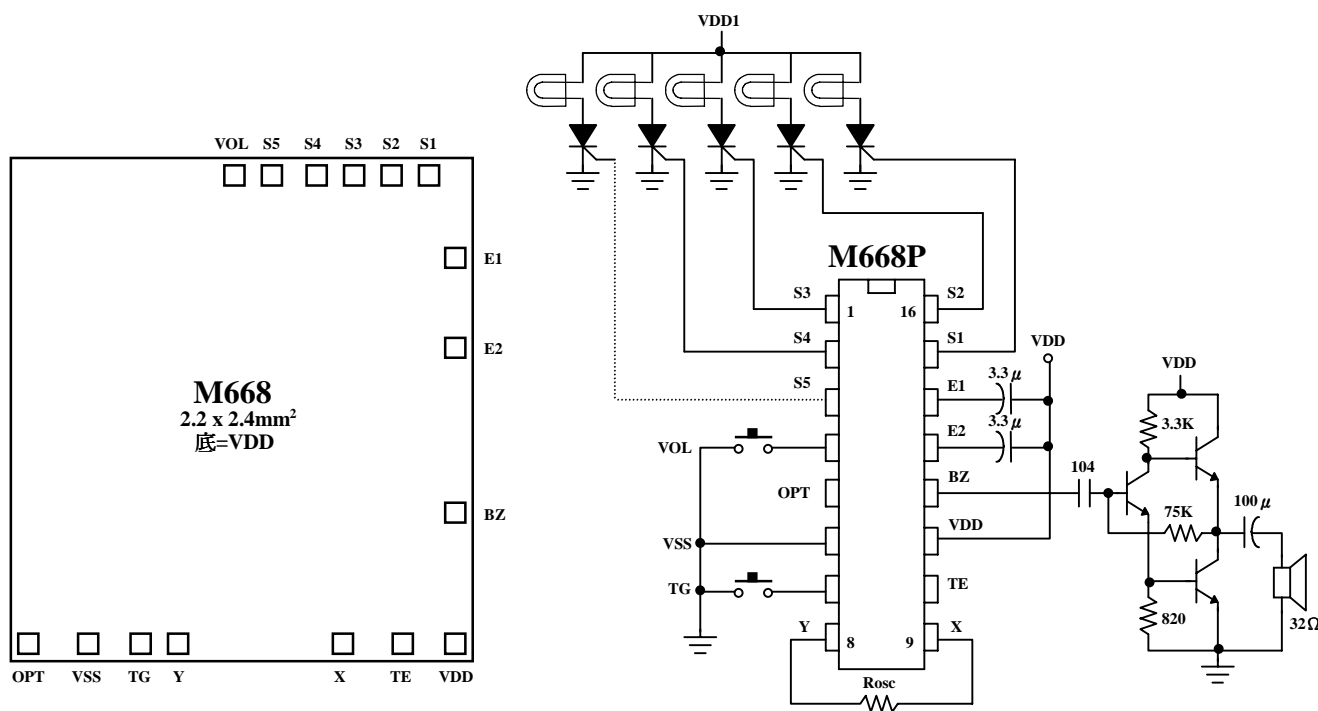 VOL S5 S4 S3 S2 S1
E1
E2
M668
2.2 x 2.4mm²
底=VDD
BZ
OPT VSS TG Y X TE VDD
VDD1
M668P
S3 1 16 S2
S4 S1
S5 E1 3.3μ VDD
VOL E2 3.3μ
OPT BZ
VSS VDD
TG TE
Y 8 9 X
Rosc
VDD
3.3K
104
75K 100μ
820 32Ω